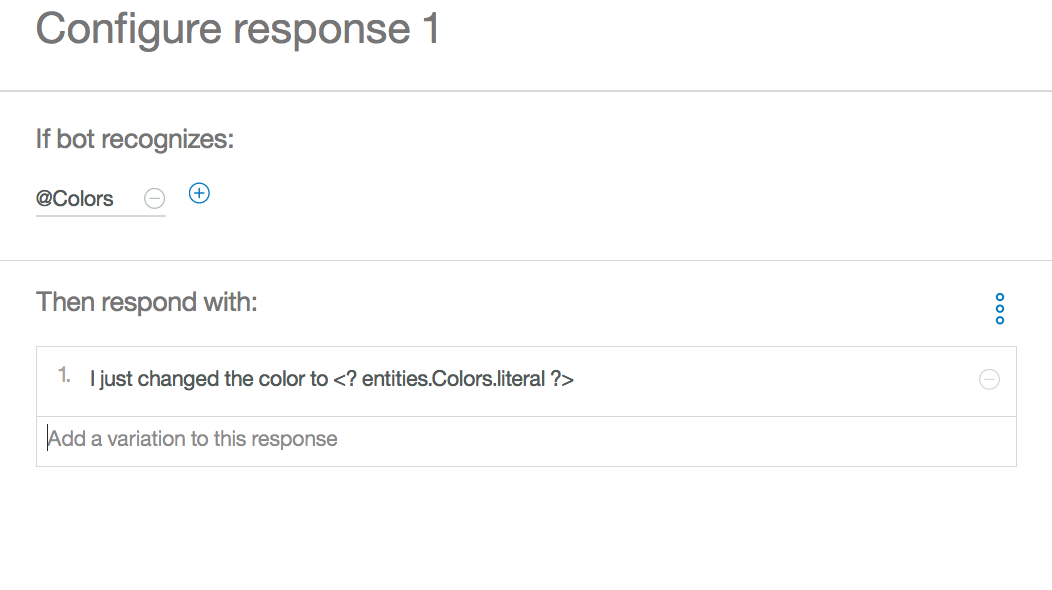 Configure response 1
If bot recognizes:
@Colors
Then respond with:
1. I just changed the color to <? entities.Colors.literal ?>
Add a variation to this response